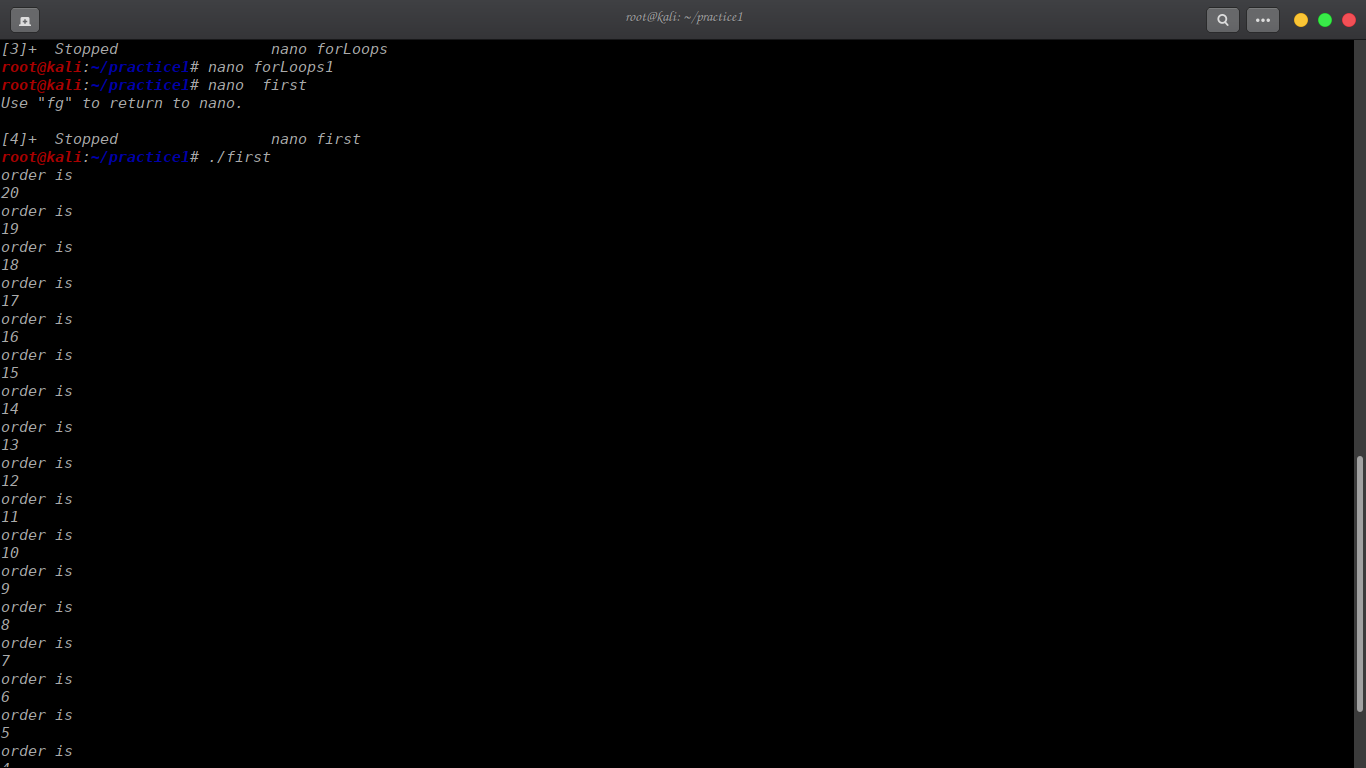 root@kali: ~/practice1
[3]+  Stopped                 nano forLoops
root@kali:~/practice1# nano forLoops1
root@kali:~/practice1# nano  first
Use "fg" to return to nano.
[4]+  Stopped                 nano first
root@kali:~/practice1# ./first
order is
20
order is
19
order is
18
order is
17
order is
16
order is
15
order is
14
order is
13
order is
12
order is
11
order is
10
order is
9
order is
8
order is
7
order is
6
order is
5
order is